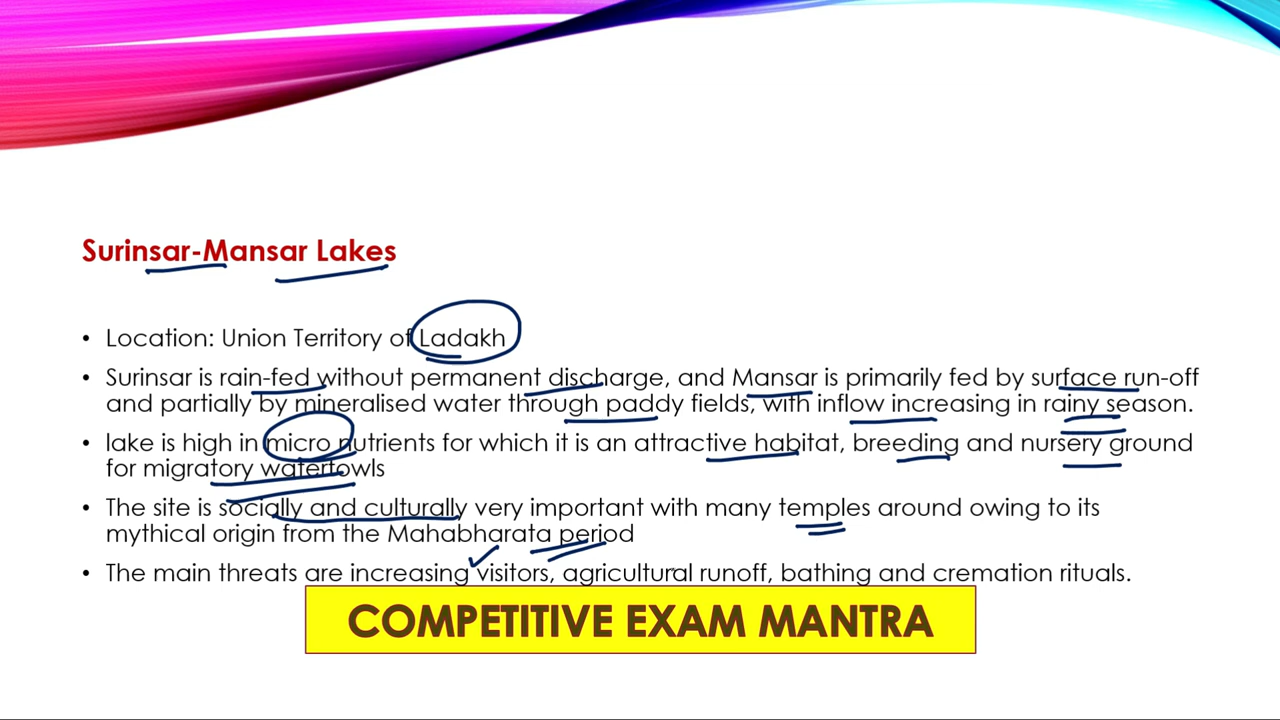 Surinsar-Mansar Lakes
• Location: Union Territory of Ladakh
• Surinsar is rain-fed without permanent discharge, and Mansar is primarily fed by surface run-off
and partially by mineralised water through paddy fields, with inflow increasing in rainy season.
• lake is high in micro nutrients for which it is an attractive habitat, breeding and nursery ground
for migratory waterfowls
• The site is socially and culturally very important with many temples around owing to its
mythical origin from the Mahabharata period
• The main threats are increasing visitors, agricultural runoff, bathing and cremation rituals.
COMPETITIVE EXAM MANTRA